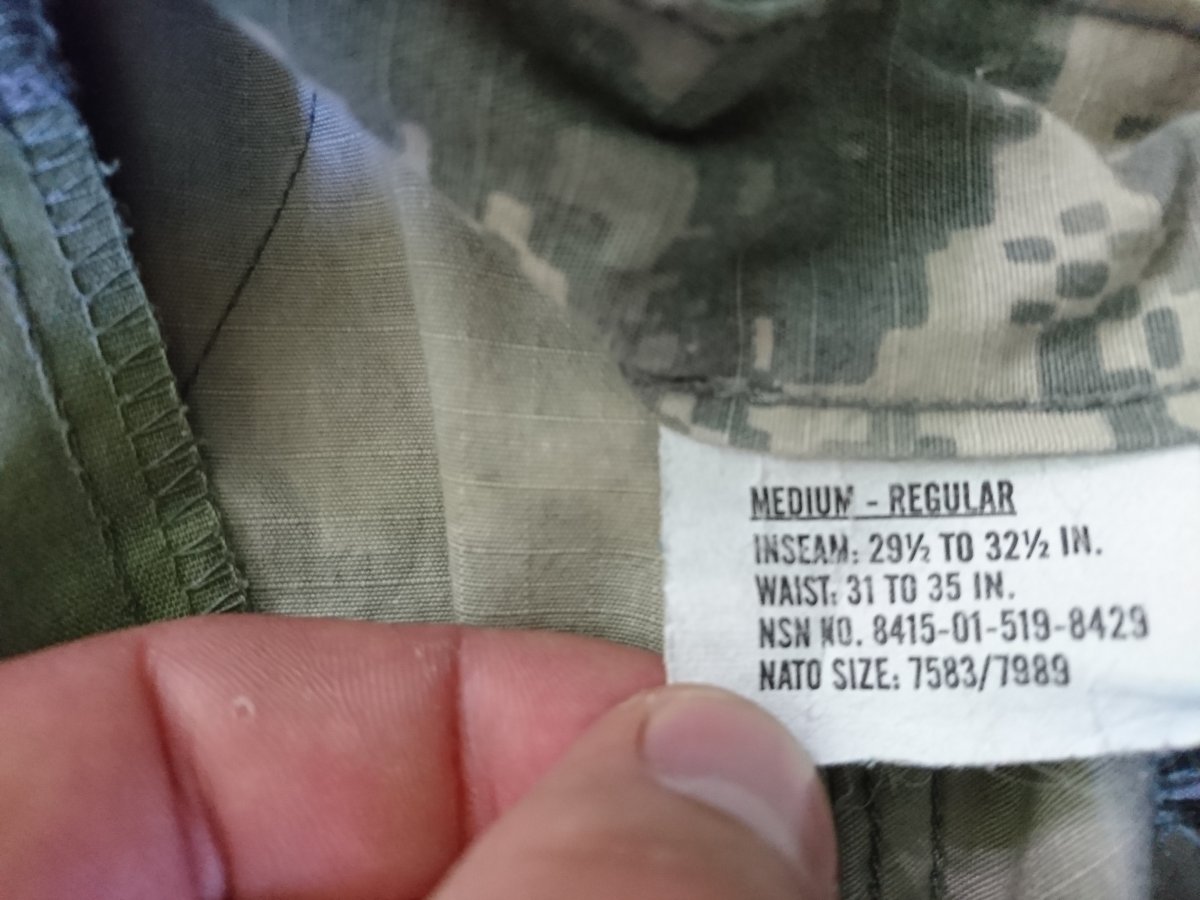 MEDIUM - REGULAR
INSEAM: 29½ TO 32½ IN.
WAIST: 31 TO 35 IN.
NSN NO. 8415-01-519-8429
NATO SIZE: 7583/7989